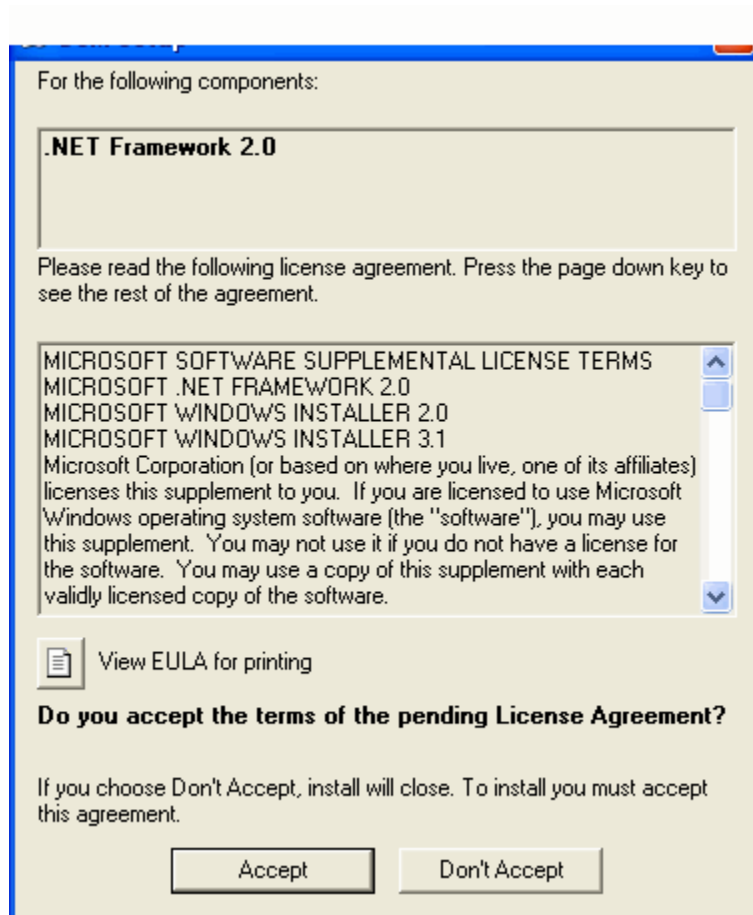 For the following components:
.NET Framework 2.0
Please read the following license agreement. Press the page down key to
see the rest of the agreement.
MICROSOFT SOFTWARE SUPPLEMENTAL LICENSE TERMS
MICROSOFT .NET FRAMEWORK 2.0
MICROSOFT WINDOWS INSTALLER 2.0
MICROSOFT WINDOWS INSTALLER 3.1
Microsoft Corporation (or based on where you live, one of its affiliates)
licenses this supplement to you.  If you are licensed to use Microsoft
Windows operating system software (the "software"), you may use
this supplement.  You may not use it if you do not have a license for
the software.  You may use a copy of this supplement with each
validly licensed copy of the software.
View EULA for printing
Do you accept the terms of the pending License Agreement?
If you choose Don't Accept, install will close. To install you must accept
this agreement.
Accept
Don't Accept